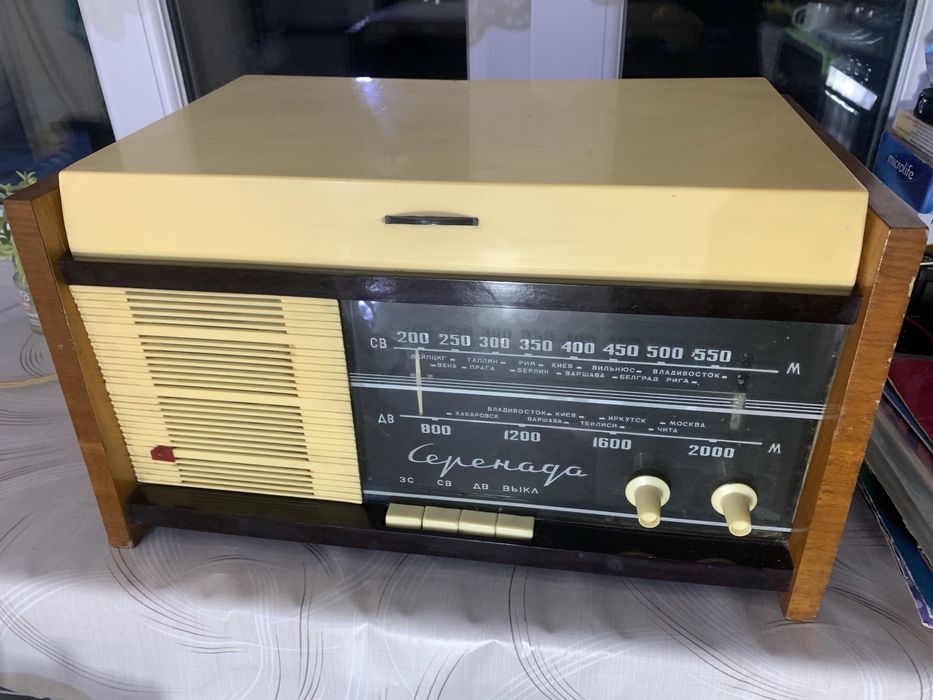 СВ 200 250 300 350 400 450 500 550 М
ЛЕЙПЦИГ ТАЛЛИН РИМ КИЕВ ВИЛЬНЮС ВЛАДИВОСТОК
ВЕНА ПРАГА БЕРЛИН ВАРШАВА БЕЛГРАД РИГА
ВЛАДИВОСТОК КИЕВ ИРКУТСК
ДВ ХАБАРОВСК ВАРШАВА ТБИЛИСИ ЧИТА МОСКВА М
800 1200 1600 2000
Серенада
ЗС СВ ДВ ВЫКЛ
microlife